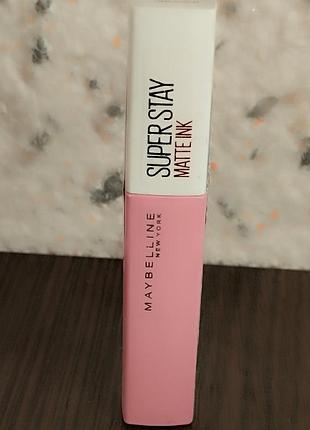 SUPER STAY
MATTE INK
MAYBELLINE
NEW YORK